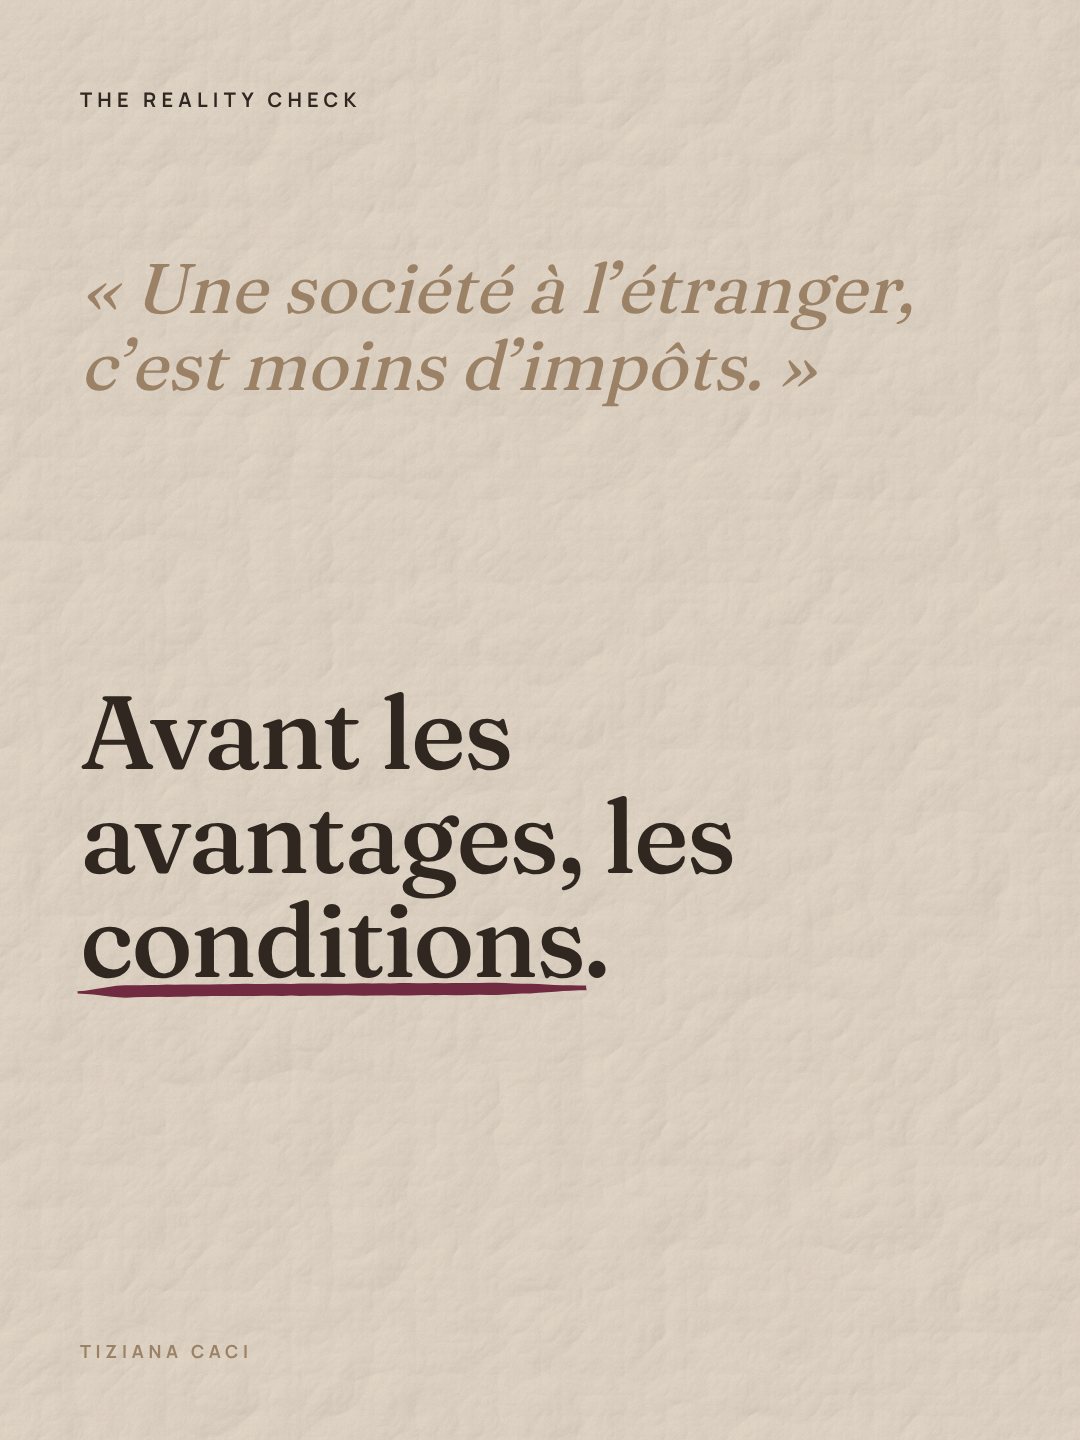 THE REALITY CHECK
« Une société à l’étranger,
c’est moins d’impôts. »
Avant les
avantages, les
conditions.
TIZIANA CACI